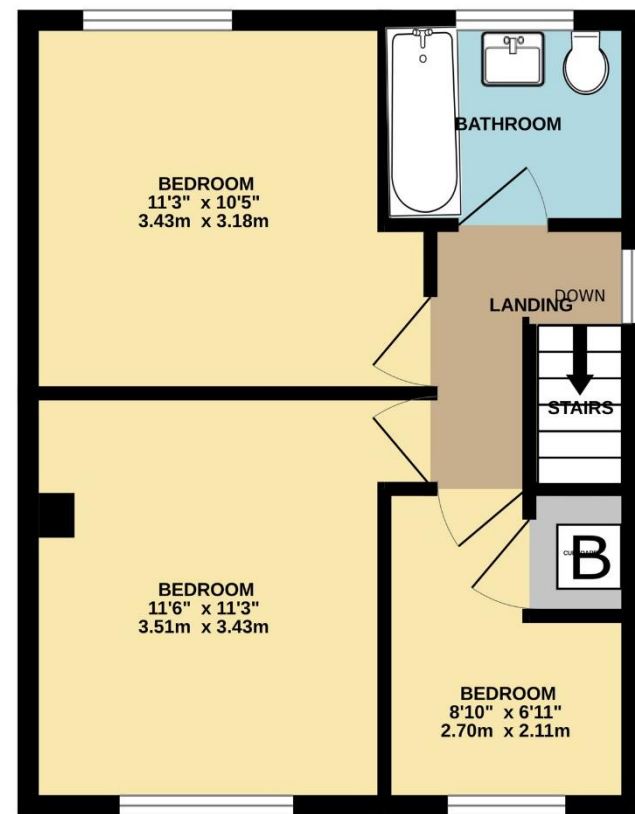 BATHROOM
BEDROOM
11'3" x 10'5"
3.43m x 3.18m
DOWN
LANDING
STAIRS
B
BEDROOM
11'6" x 11'3"
3.51m x 3.43m
BEDROOM
8'10" x 6'11"
2.70m x 2.11m